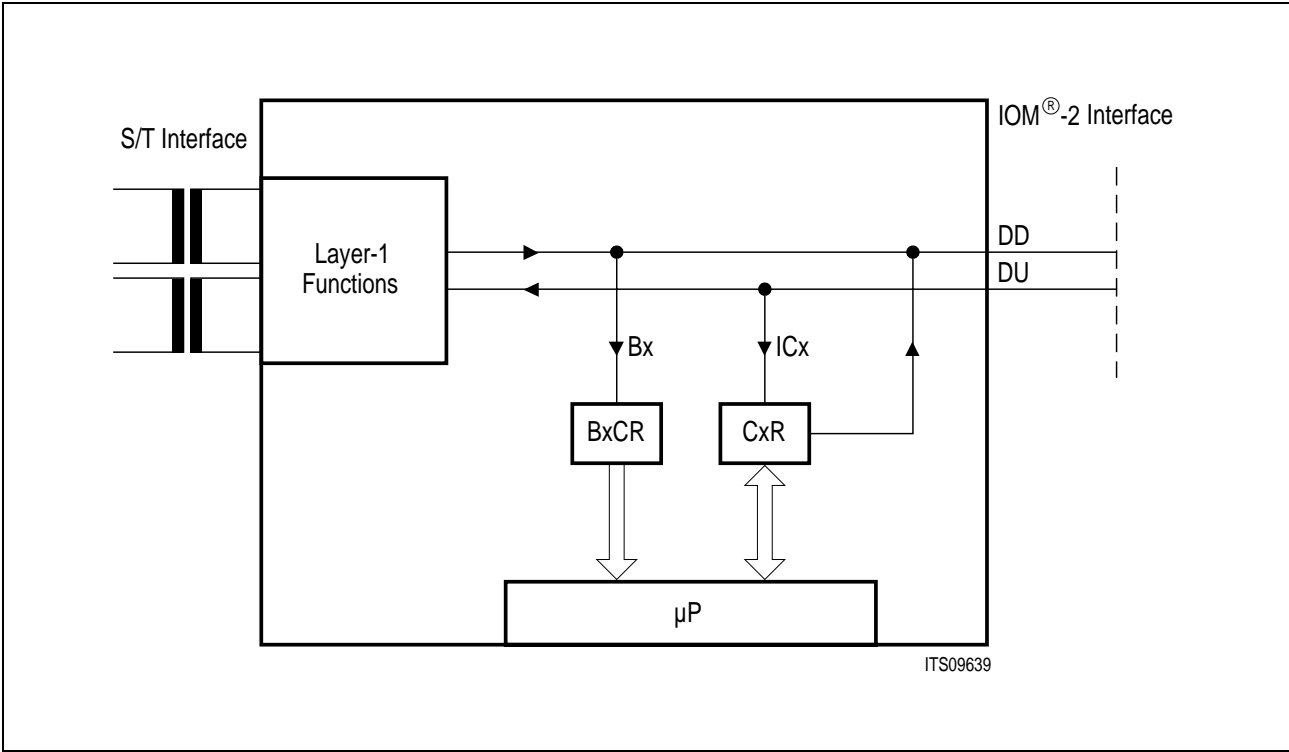 IOM®-2 Interface
S/T Interface
DD
Layer-1
Functions
DU
Bx
ICx
BxCR
CxR
µP
ITS09639